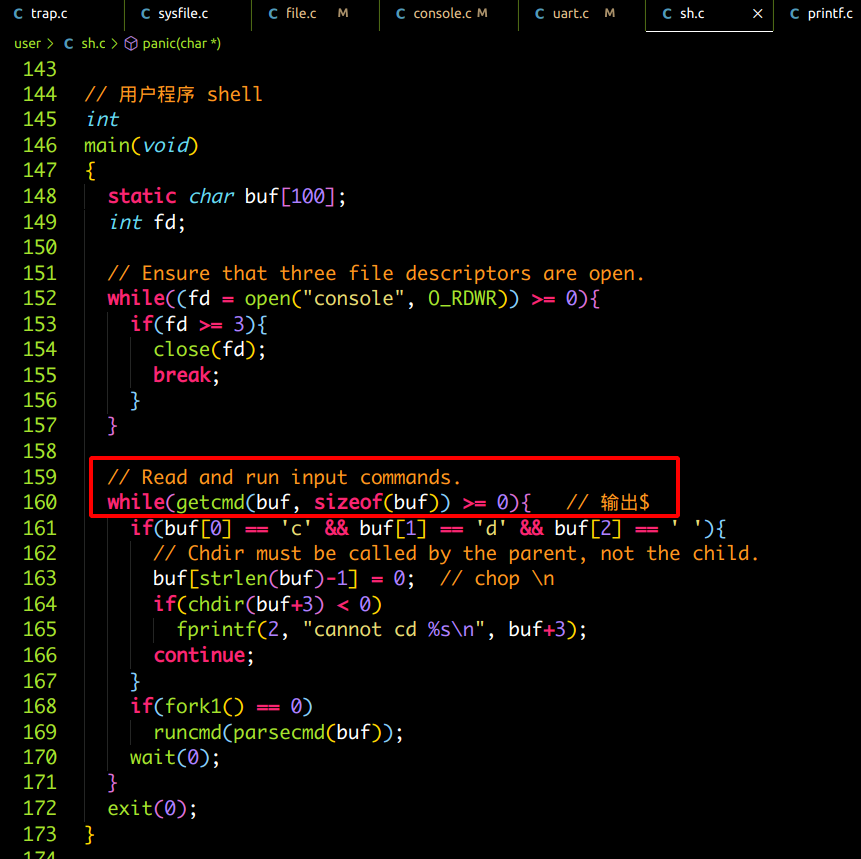 C trap.c C sysfile.c C file.c M C console.c M C uart.c M C sh.c × C printf.c
user > C sh.c > panic(char *)
143
144 // 用户程序 shell
145 int
146 main(void)
147 {
148   static char buf[100];
149   int fd;
150
151   // Ensure that three file descriptors are open.
152   while((fd = open("console", O_RDWR)) >= 0){
153     if(fd >= 3){
154       close(fd);
155       break;
156     }
157   }
158
159   // Read and run input commands.
160   while(getcmd(buf, sizeof(buf)) >= 0){   // 输出$
161     if(buf[0] == 'c' && buf[1] == 'd' && buf[2] == ' '){
162       // Chdir must be called by the parent, not the child.
163       buf[strlen(buf)-1] = 0;  // chop \n
164       if(chdir(buf+3) < 0)
165         fprintf(2, "cannot cd %s\n", buf+3);
166       continue;
167     }
168     if(fork1() == 0)
169       runcmd(parsecmd(buf));
170     wait(0);
171   }
172   exit(0);
173 }
174